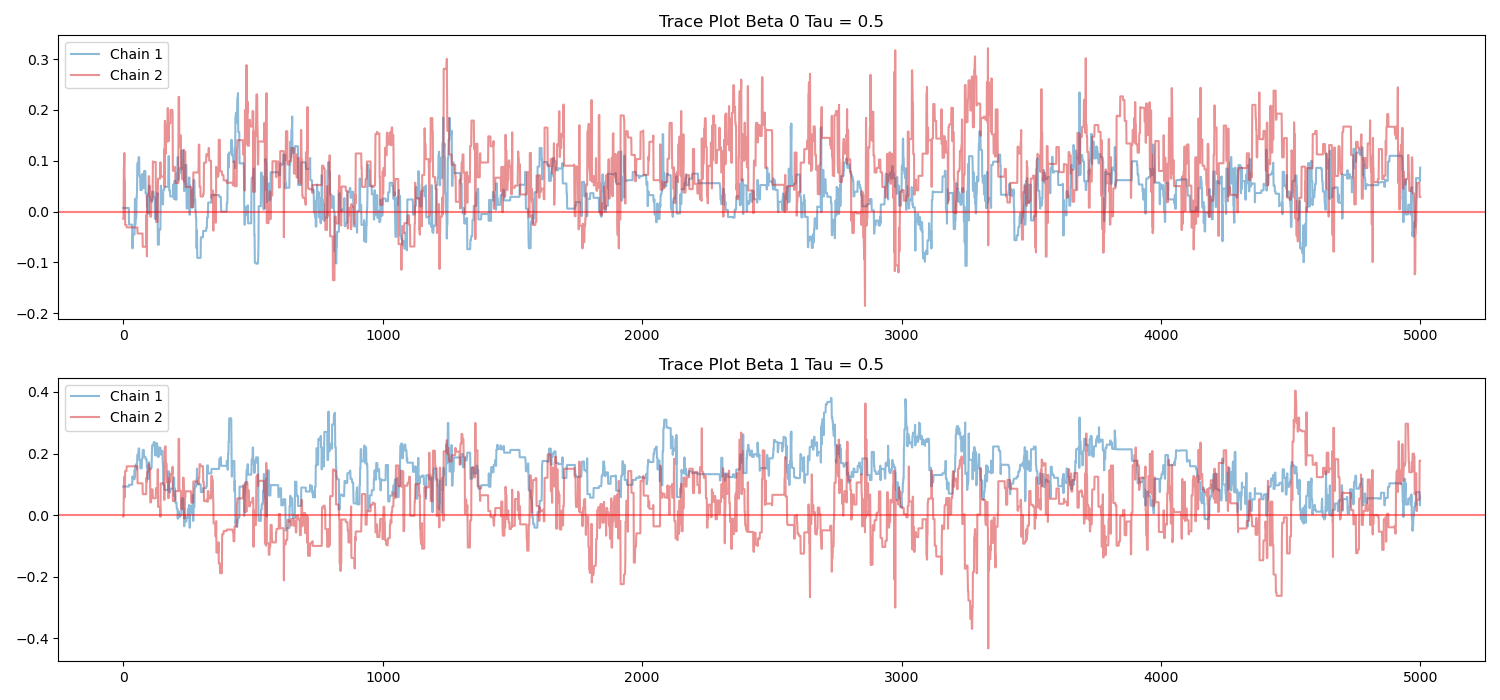 Trace Plot Beta 0 Tau = 0.5
Chain 1
Chain 2
0.3
0.2
0.1
0.0
−0.1
−0.2
0 1000 2000 3000 4000 5000
Trace Plot Beta 1 Tau = 0.5
Chain 1
Chain 2
0.4
0.2
0.0
−0.2
−0.4
0 1000 2000 3000 4000 5000